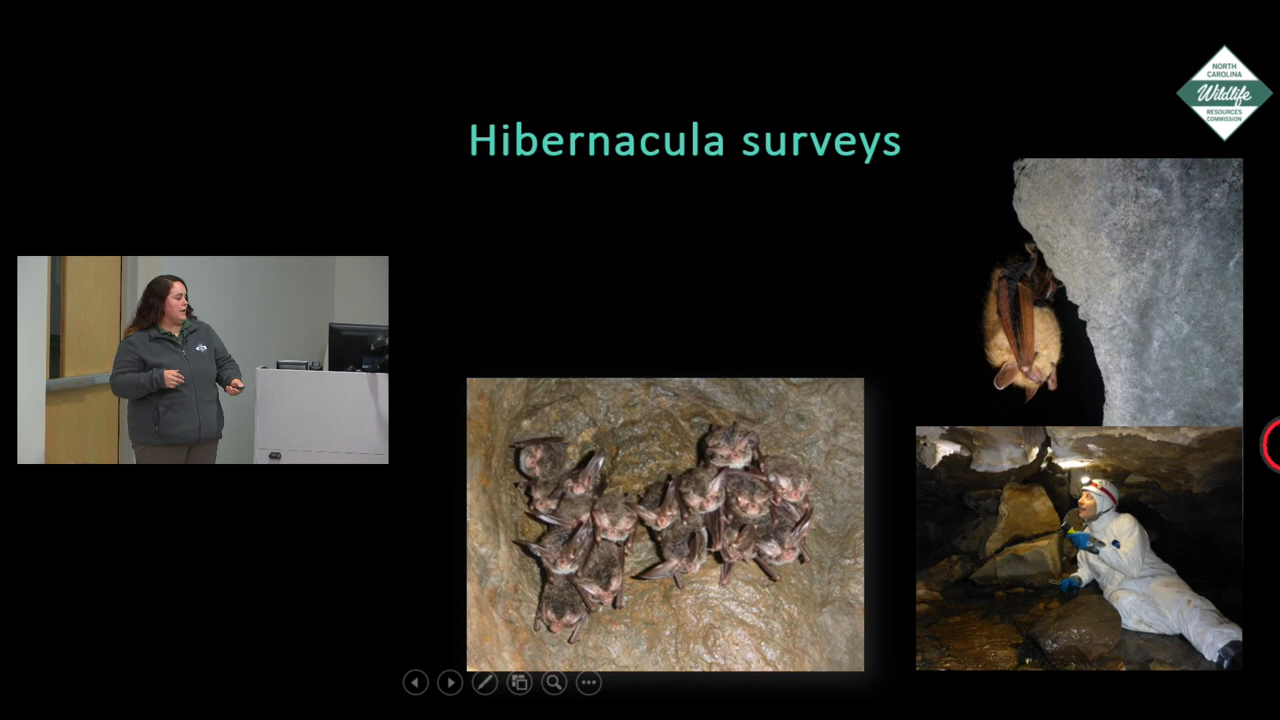 NORTH
CAROLINA
Wildlife
RESOURCES
COMMISSION
Hibernacula surveys